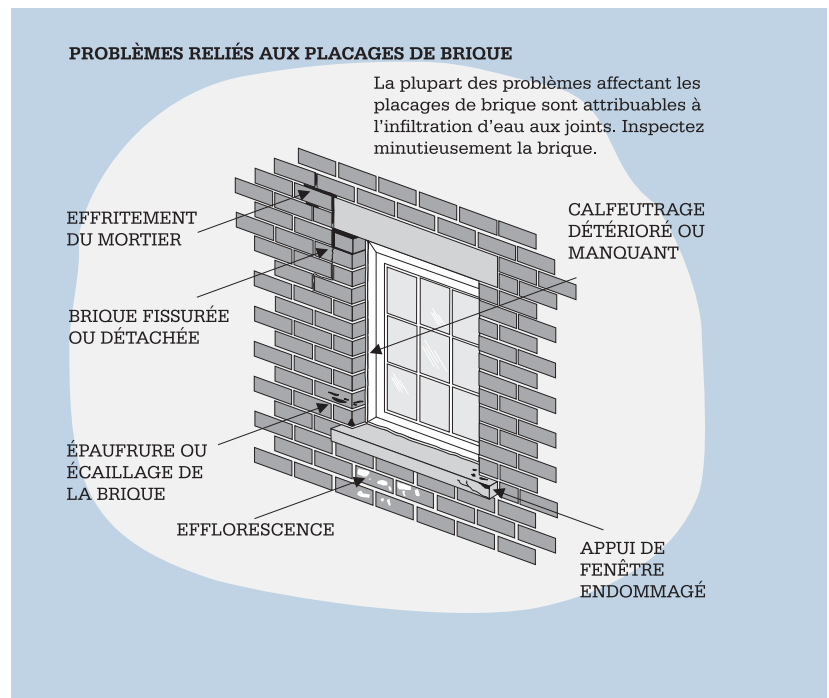 PROBLÈMES RELIÉS AUX PLACAGES DE BRIQUE
La plupart des problèmes affectant les
placages de brique sont attribuables à
l'infiltration d'eau aux joints. Inspectez
minutieusement la brique.
EFFRITEMENT
DU MORTIER
CALFEUTRAGE
DÉTÉRIORÉ OU
MANQUANT
BRIQUE FISSURÉE
OU DÉTACHÉE
ÉPAUFRURE OU
ÉCAILLAGE DE
LA BRIQUE
EFFLORESCENCE
APPUI DE
FENÊTRE
ENDOMMAGÉ